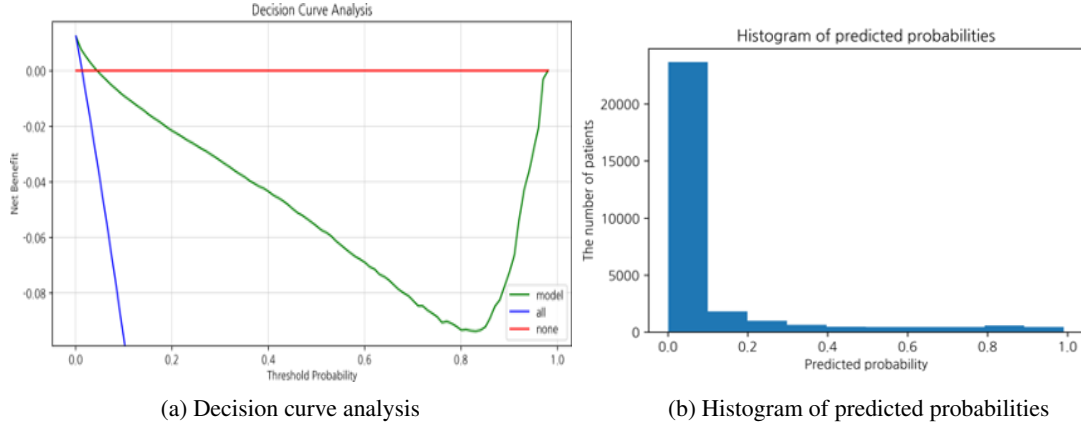 Decision Curve Analysis
Net Benefit
0.00
-0.02
-0.04
-0.06
-0.08
model
all
none
0.0 0.2 0.4 0.6 0.8 1.0
Threshold Probability
(a) Decision curve analysis
Histogram of predicted probabilities
The number of patients
20000
15000
10000
5000
0
0.0 0.2 0.4 0.6 0.8 1.0
Predicted probability
(b) Histogram of predicted probabilities